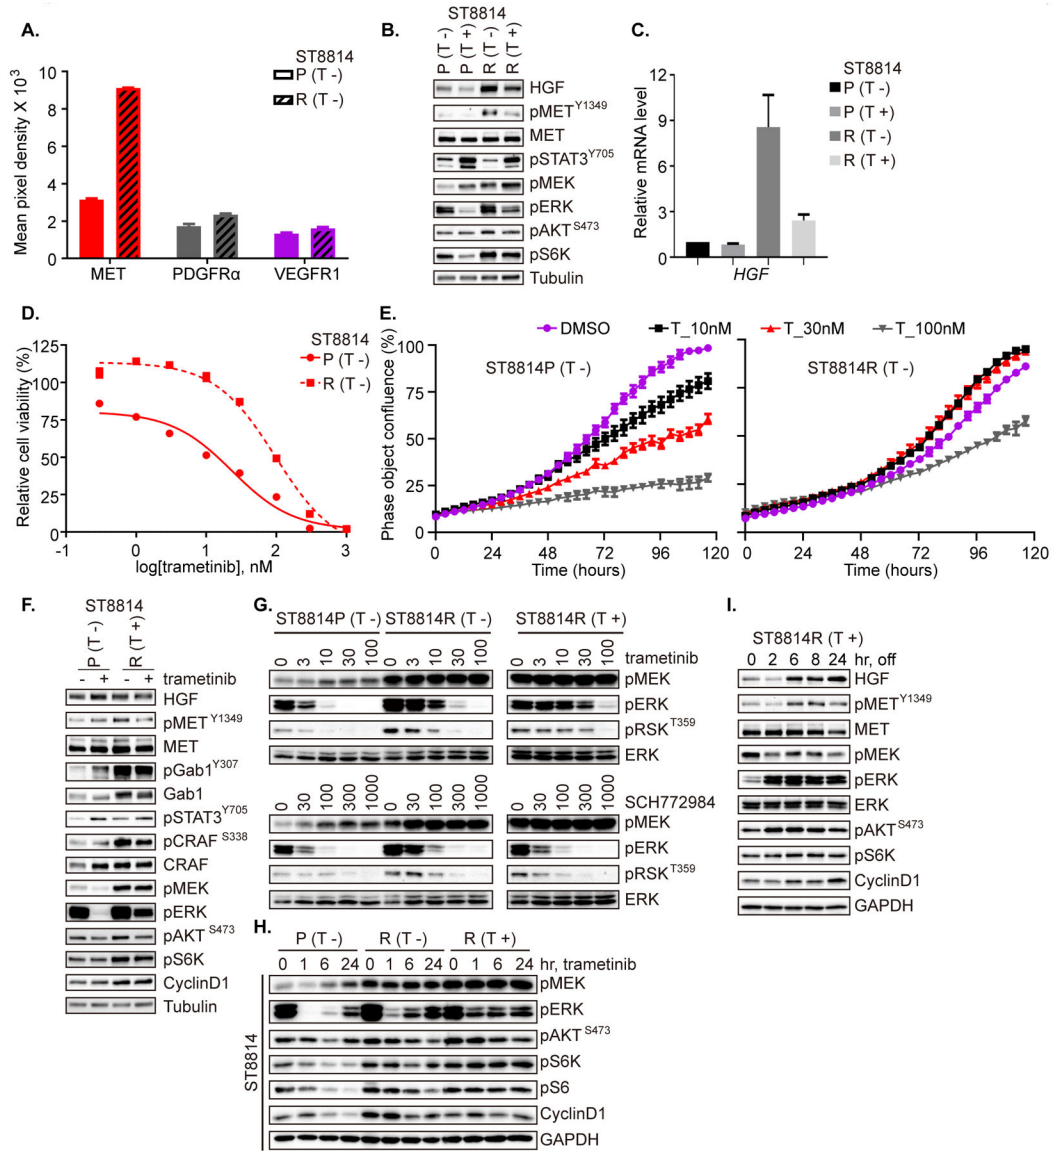 A.
ST8814
P (T -)
R (T -)
Mean pixel density X 10³
10
8
6
4
2
0
MET PDGFRα VEGFR1
B.
ST8814
P (T -)
P (T +)
R (T -)
R (T +)
HGF
pMET Y1349
MET
pSTAT3 Y705
pMEK
pERK
pAKT S473
pS6K
Tubulin
C.
ST8814
P (T -)
P (T +)
R (T -)
R (T +)
Relative mRNA level
12
9
6
3
0
HGF
D.
ST8814
P (T -)
R (T -)
Relative cell viability (%)
125
100
75
50
25
0
-1 0 1 2 3
log[trametinib], nM
E.
DMSO T_10nM T_30nM T_100nM
ST8814P (T -) ST8814R (T -)
Phase object confluence (%)
100
75
50
25
0
0 24 48 72 96 120
0 24 48 72 96 120
Time (hours) Time (hours)
F.
ST8814
P (T -)
R (T +)
- + - + trametinib
HGF
pMET Y1349
MET
pGab1 Y307
Gab1
pSTAT3 Y705
pCRAF S338
CRAF
pMEK
pERK
pAKT S473
pS6K
CyclinD1
Tubulin
G.
ST8814P (T -) ST8814R (T -) ST8814R (T +)
0 3 10 30 100 0 3 10 30 100 0 3 10 30 100 trametinib
pMEK
pERK
pRSK T359
ERK
0 30 100 300 1000 0 30 100 300 1000 0 30 100 300 1000 SCH772984
pMEK
pERK
pRSK T359
ERK
H.
P (T -) R (T -) R (T +)
0 1 6 24 0 1 6 24 0 1 6 24 hr, trametinib
ST8814
pMEK
pERK
pAKT S473
pS6K
pS6
CyclinD1
GAPDH
I.
ST8814R (T +)
0 2 6 8 24 hr, off
HGF
pMET Y1349
MET
pMEK
pERK
ERK
pAKT S473
pS6K
CyclinD1
GAPDH